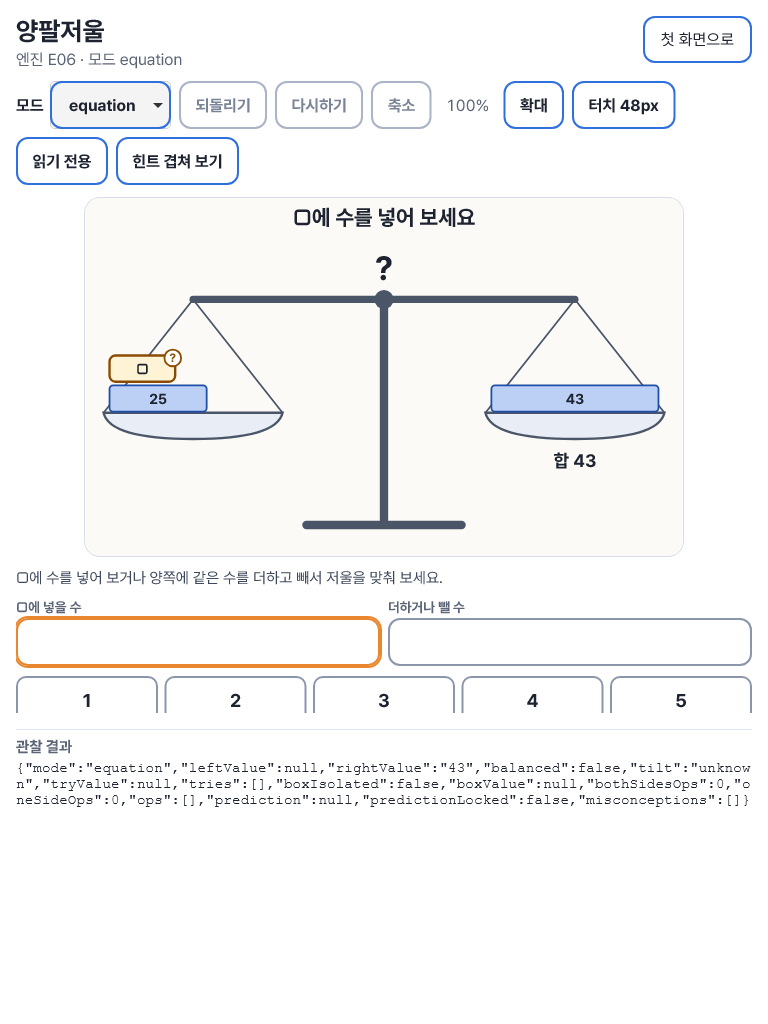 양팔저울
엔진 E06 · 모드 equation
첫 화면으로
모드 equation 되돌리기 다시하기 축소 100% 확대 터치 48px
읽기 전용 힌트 겹쳐 보기
▢에 수를 넣어 보세요
?
▢ ?
25
43
합 43
▢에 수를 넣어 보거나 양쪽에 같은 수를 더하고 빼서 저울을 맞춰 보세요.
▢에 넣을 수 더하거나 뺄 수
1 2 3 4 5
관찰 결과
{"mode":"equation","leftValue":null,"rightValue":"43","balanced":false,"tilt":"unknow
n","tryValue":null,"tries":[],"boxIsolated":false,"boxValue":null,"bothSidesOps":0,"o
neSideOps":0,"ops":[],"prediction":null,"predictionLocked":false,"misconceptions":[]}